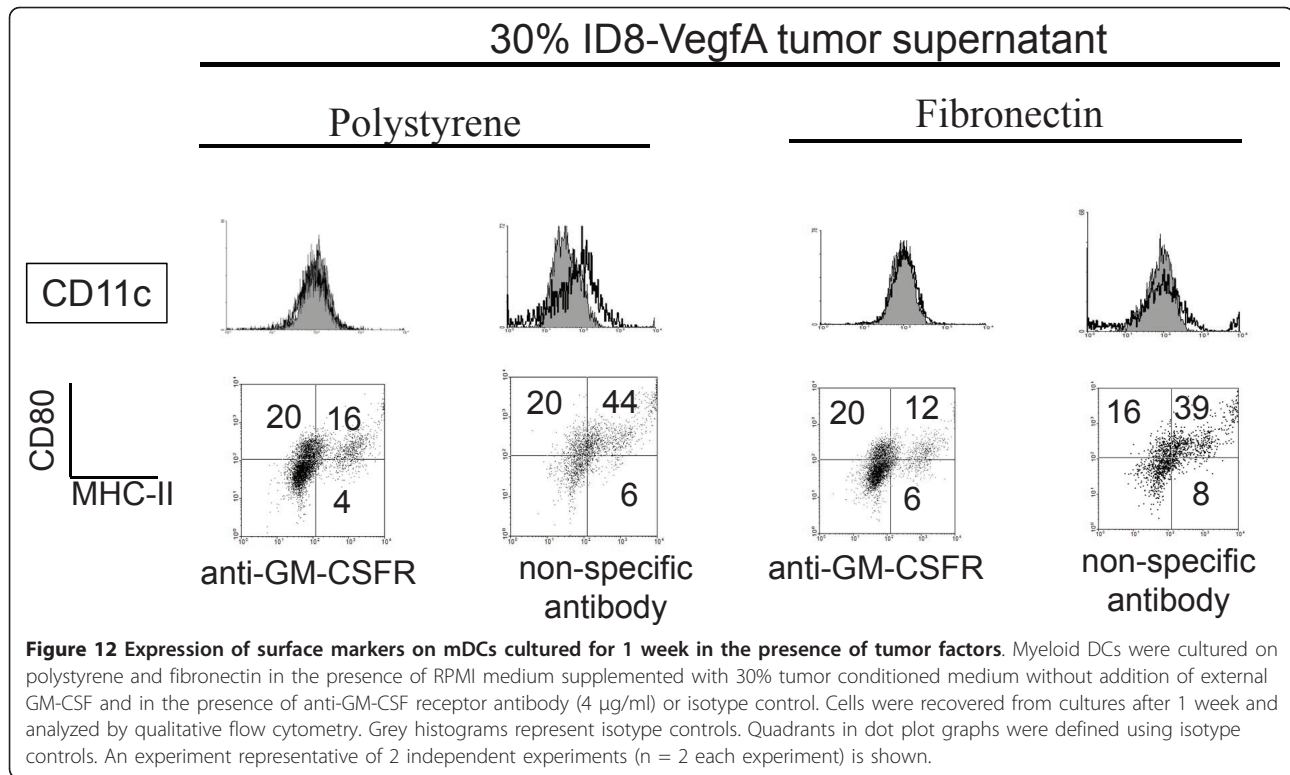 30% ID8-VegfA tumor supernatant
Polystyrene
Fibronectin
CD11c
CD80
MHC-II
20 16
4
20 44
6
20 12
6
16 39
8
anti-GM-CSFR
non-specific
antibody
anti-GM-CSFR
non-specific
antibody
Figure 12 Expression of surface markers on mDCs cultured for 1 week in the presence of tumor factors. Myeloid DCs were cultured on
polystyrene and fibronectin in the presence of RPMI medium supplemented with 30% tumor conditioned medium without addition of external
GM-CSF and in the presence of anti-GM-CSF receptor antibody (4 μg/ml) or isotype control. Cells were recovered from cultures after 1 week and
analyzed by qualitative flow cytometry. Grey histograms represent isotype controls. Quadrants in dot plot graphs were defined using isotype
controls. An experiment representative of 2 independent experiments (n = 2 each experiment) is shown.